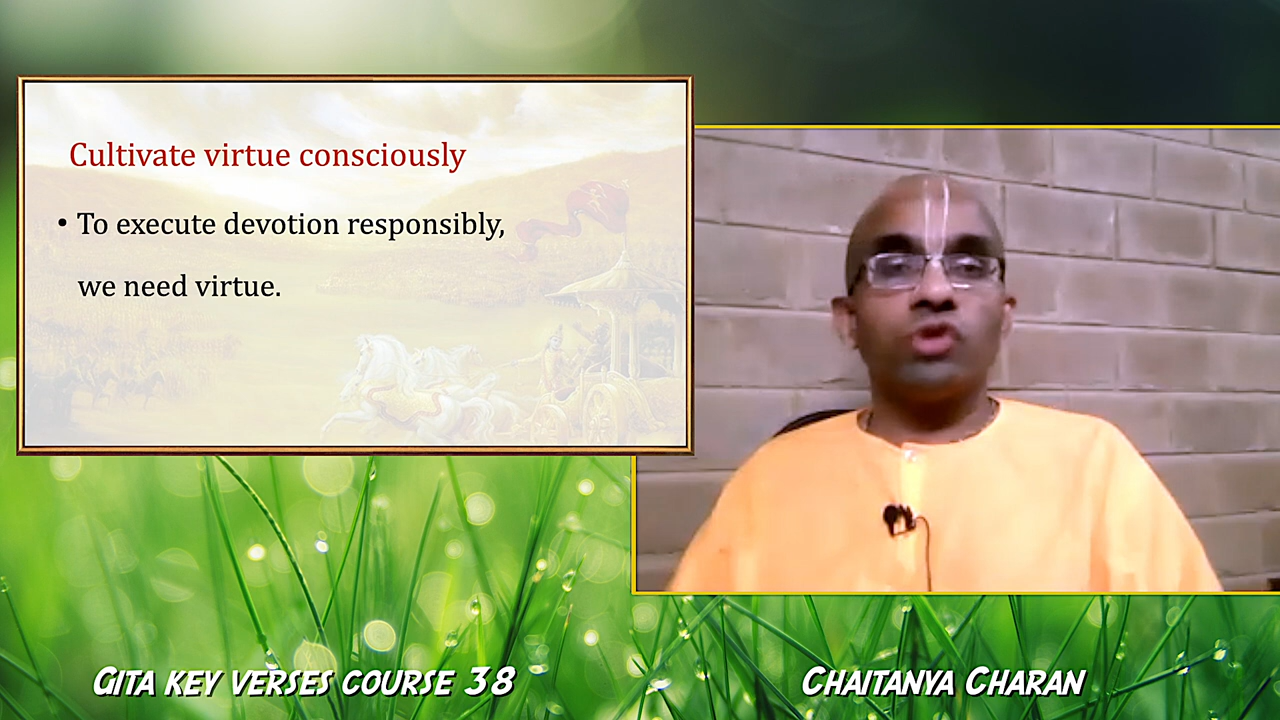 Cultivate virtue consciously
• To execute devotion responsibly,
we need virtue.
GITA KEY VERSES COURSE 38
CHAITANYA CHARAN